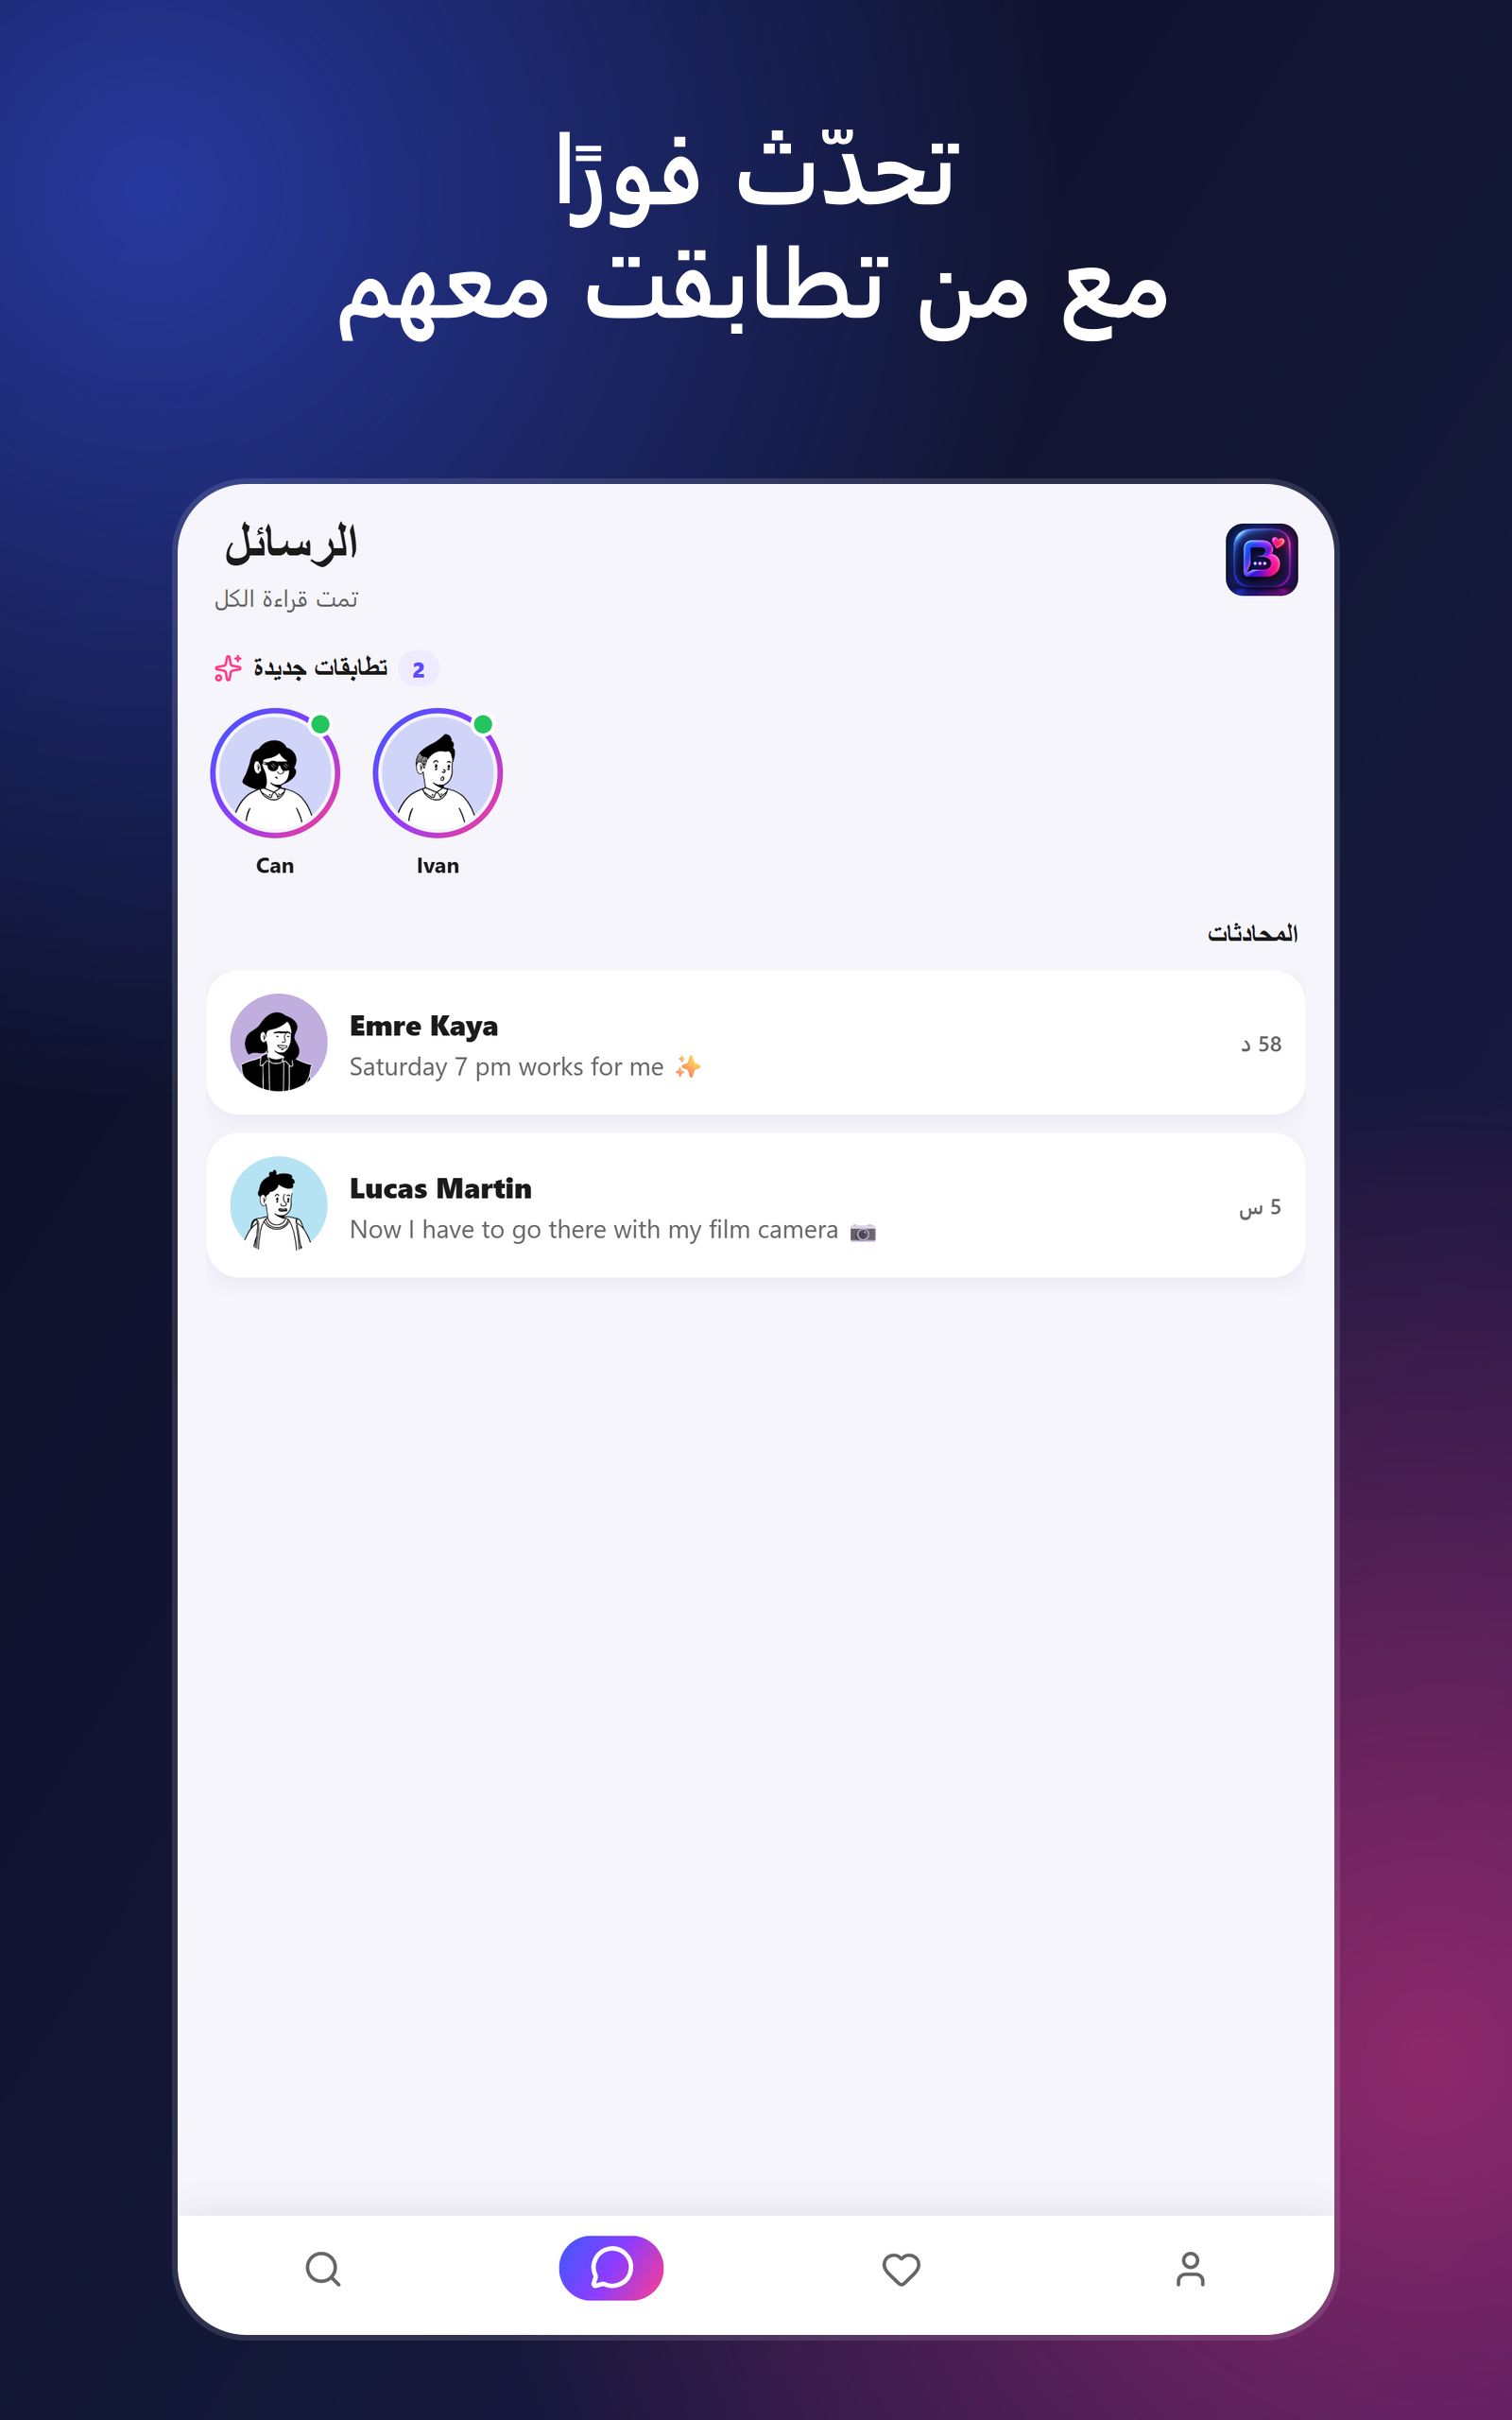 تحدّث فورًا
مع من تطابقت معهم
الرسائل
تمت قراءة الكل
تطابقات جديدة 2
Can
Ivan
المحادثات
Emre Kaya
Saturday 7 pm works for me ✨
58 د
Lucas Martin
Now I have to go there with my film camera 📷
5 س